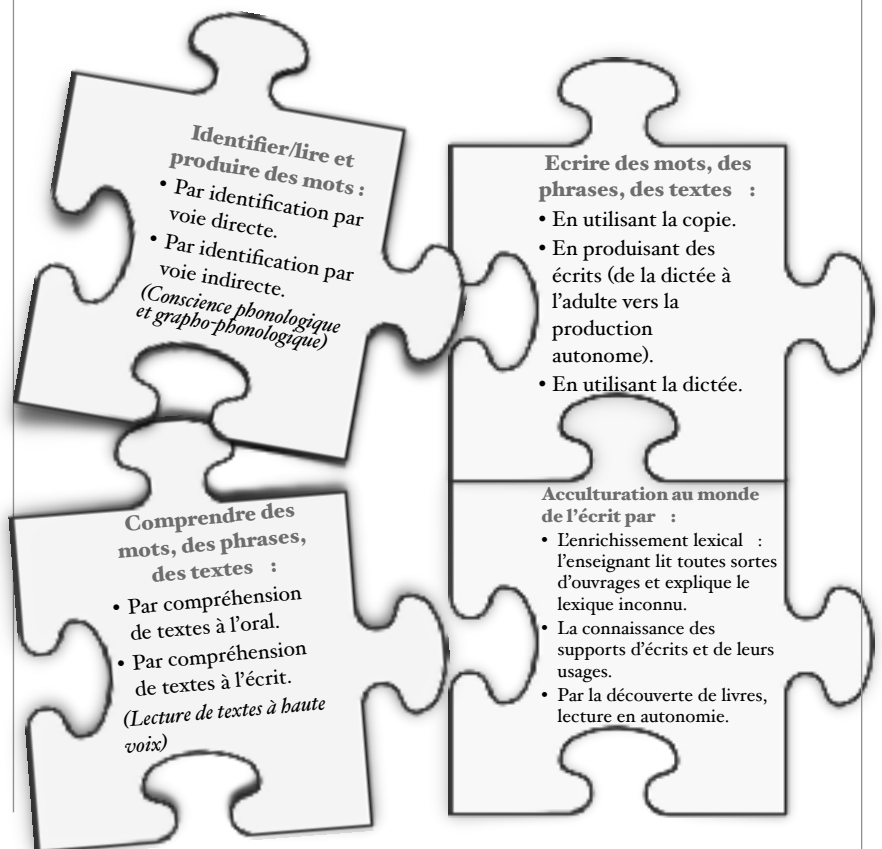 Identifier/lire et
produire des mots :
• Par identification par
voie directe.
• Par identification par
voie indirecte.
(Conscience phonologique
et grapho-phonologique)
Ecrire des mots, des
phrases, des textes :
• En utilisant la copie.
• En produisant des
écrits (de la dictée à
l'adulte vers la
production
autonome).
• En utilisant la dictée.
Comprendre des
mots, des phrases,
des textes :
• Par compréhension
de textes à l'oral.
• Par compréhension
de textes à l'écrit.
(Lecture de textes à haute
voix)
Acculturation au monde
de l'écrit par :
• L'enrichissement lexical :
l'enseignant lit toutes sortes
d'ouvrages et explique le
lexique inconnu.
• La connaissance des
supports d'écrits et de leurs
usages.
• Par la découverte de livres,
lecture en autonomie.